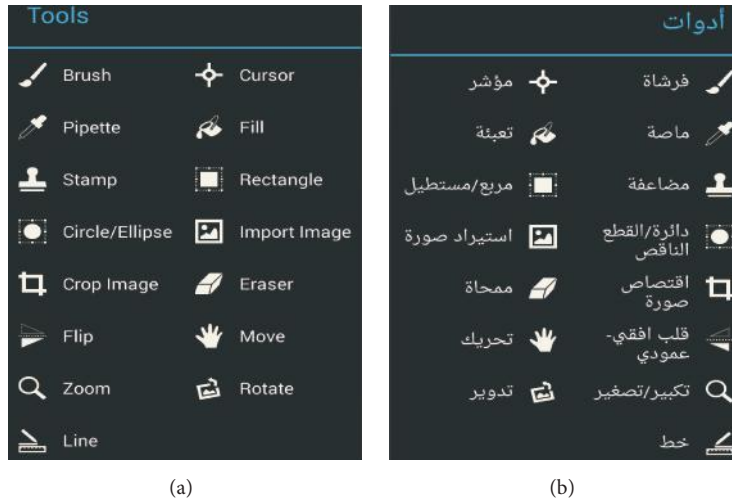 Tools
Brush
Cursor
Pipette
Fill
Stamp
Rectangle
Circle/Ellipse
Import Image
Crop Image
Eraser
Flip
Move
Zoom
Rotate
Line
(a)
أدوات
فرشاة
مؤشر
ماصة
تعبئة
مضاعفة
مربع/مستطيل
دائرة/القطع
الناقص
استيراد صورة
اقتصاص
صورة
ممحاة
قلب افقي-
عمودي
تحريك
تكبير/تصغير
تدوير
خط
(b)